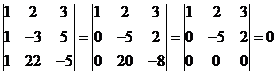 |1 2 3| |1 2 3| |1 2 3|
|1 −3 5| = |0 −5 2| = |0 −5 2| = 0
|1 22 −5| |0 20 −8| |0 0 0|